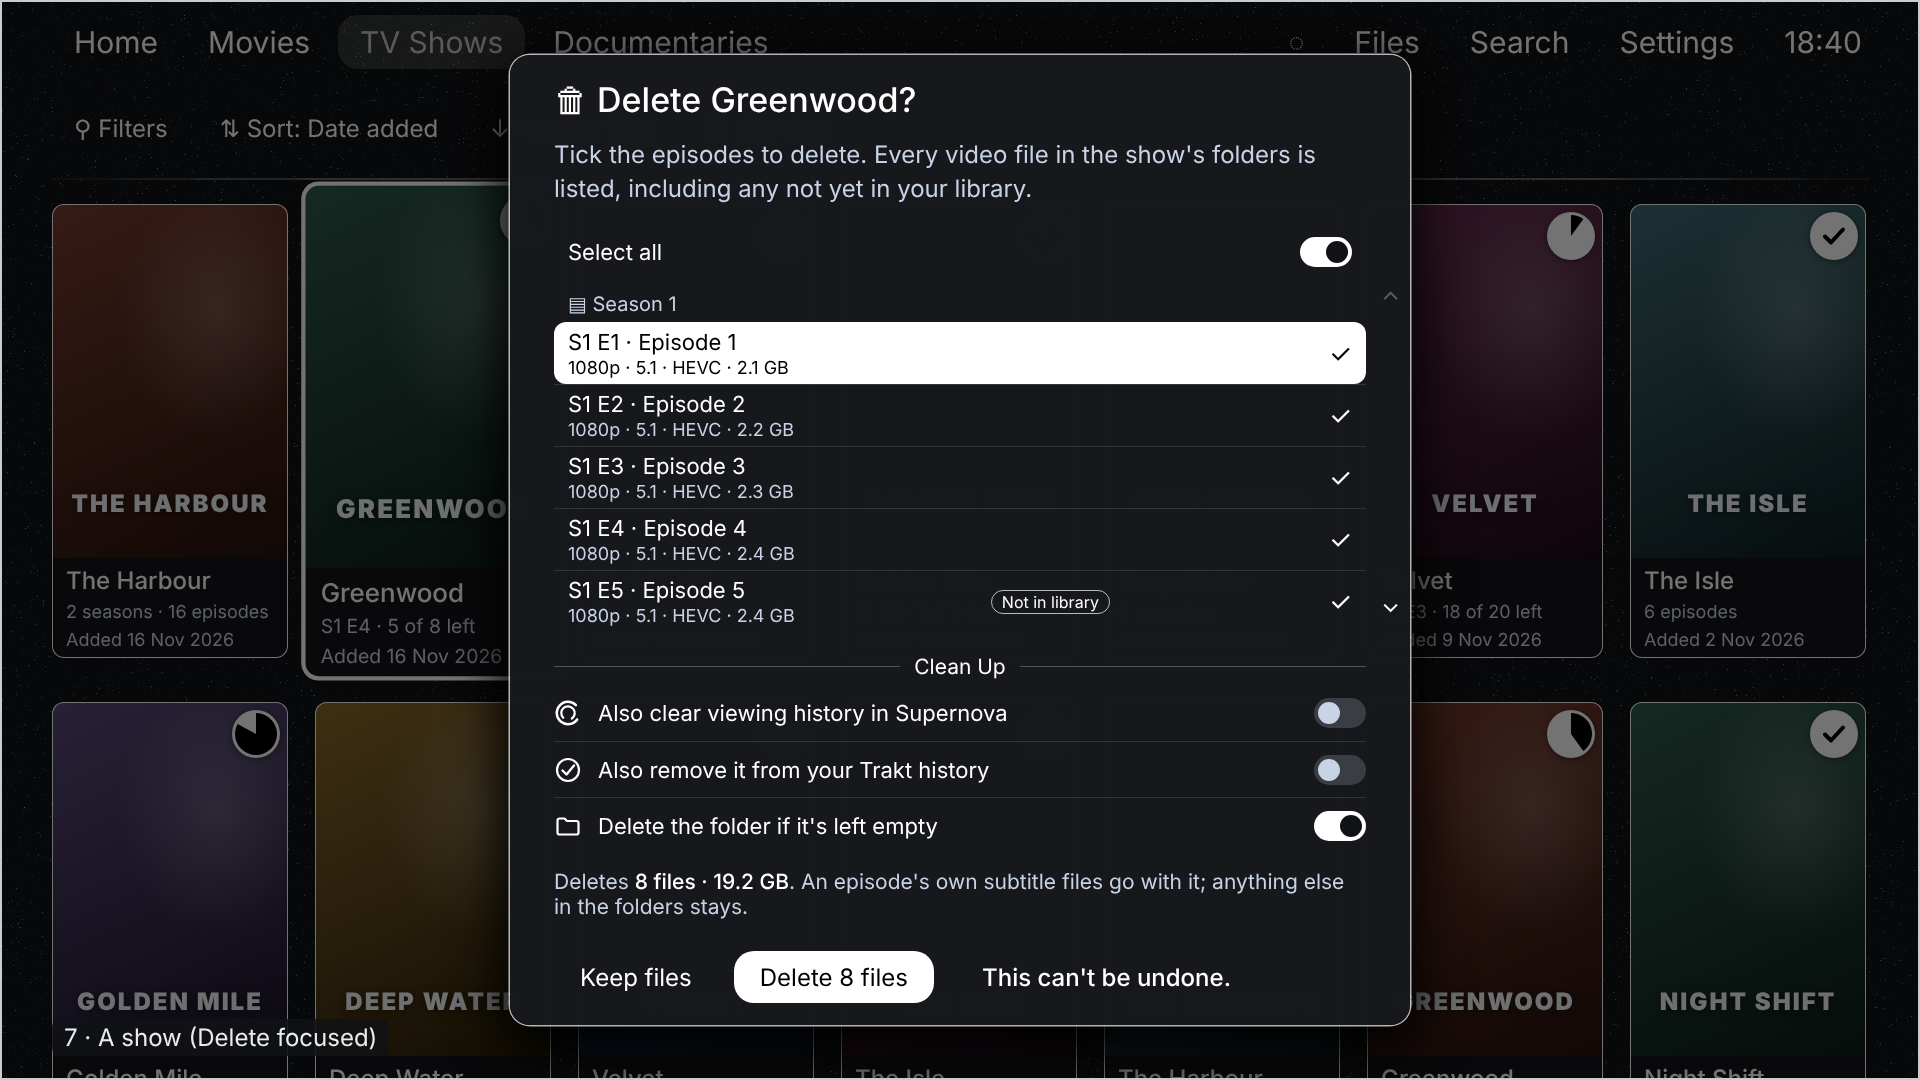 Home Movies TV Shows Documentaries Files Search Settings 18:40
Filters Sort: Date added
Delete Greenwood?
Tick the episodes to delete. Every video file in the show's folders is
listed, including any not yet in your library.
Select all
Season 1
S1 E1 · Episode 1
1080p · 5.1 · HEVC · 2.1 GB
S1 E2 · Episode 2
1080p · 5.1 · HEVC · 2.2 GB
S1 E3 · Episode 3
1080p · 5.1 · HEVC · 2.3 GB
S1 E4 · Episode 4
1080p · 5.1 · HEVC · 2.4 GB
S1 E5 · Episode 5
1080p · 5.1 · HEVC · 2.4 GB
Not in library
Clean Up
Also clear viewing history in Supernova
Also remove it from your Trakt history
Delete the folder if it's left empty
Deletes 8 files · 19.2 GB. An episode's own subtitle files go with it; anything else
in the folders stays.
Keep files Delete 8 files This can't be undone.
THE HARBOUR
The Harbour
2 seasons · 16 episodes
Added 16 Nov 2026
Greenwood
S1 E4 · 5 of 8 left
Added 16 Nov 2026
VELVET
18 of 20 left
9 Nov 2026
THE ISLE
The Isle
6 episodes
Added 2 Nov 2026
GOLDEN MILE
DEEP
NIGHT SHIFT
7 · A show (Delete focused)